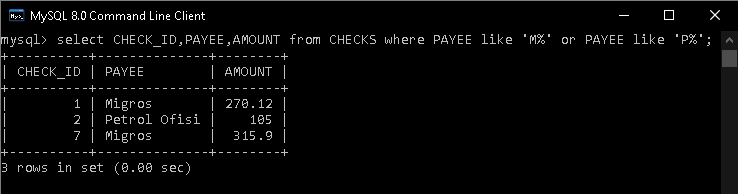 MySQL 8.0 Command Line Client
mysql> select CHECK_ID,PAYEE,AMOUNT from CHECKS where PAYEE like 'M%' or PAYEE like 'P%';
+----------+--------------+--------+
| CHECK_ID | PAYEE        | AMOUNT |
+----------+--------------+--------+
|        1 | Migros       | 270.12 |
|        2 | Petrol Ofisi |    105 |
|        7 | Migros       |  315.9 |
+----------+--------------+--------+
3 rows in set (0.00 sec)